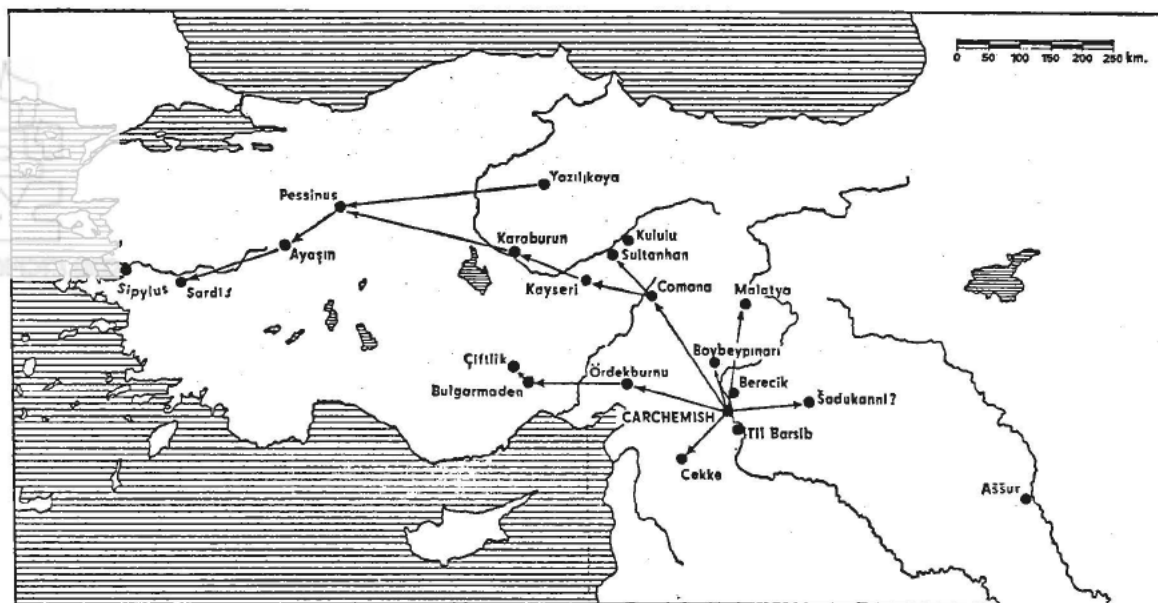 0 50 100 150 200 250 km.
Yazılıkaya
Pessinus
Kululu
Karaburun
Sultanhan
Ayaşın
Sipylus
Sardis
Kayseri
Comana
Malatya
Boybeypınarı
Çiftlik
Ördekburnu
Bulgarmaden
Berecik
Šadukanni?
CARCHEMISH
Til Barsib
Cekke
Aššur